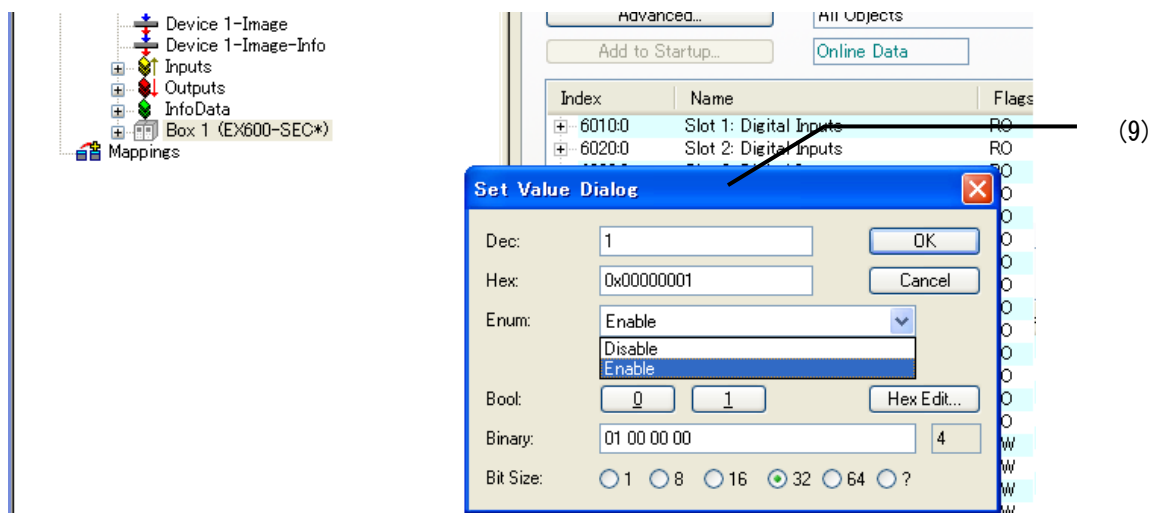 Device 1-Image
Device 1-Image-Info
Inputs
Outputs
InfoData
Box 1 (EX600-SEC*)
Mappings
Advanced...
All Objects
Add to Startup...
Online Data
Index Name Flags
6010:0 Slot 1: Digital Inputs RO
6020:0 Slot 2: Digital Inputs RO
(9)
Set Value Dialog
Dec: 1 OK
Hex: 0x00000001 Cancel
Enum: Enable
Disable
Enable
Bool: 0 1 Hex Edit...
Binary: 01 00 00 00 4
Bit Size: 1 8 16 32 64 ?